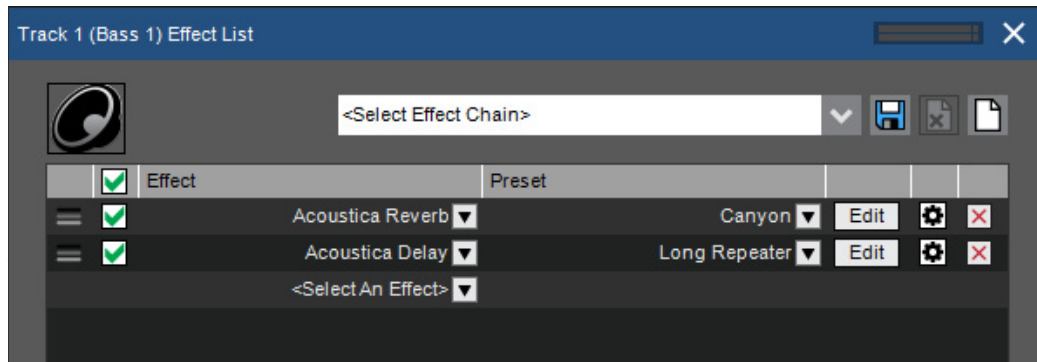 Track 1 (Bass 1) Effect List
<Select Effect Chain>
Effect Preset
Acoustica Reverb Canyon Edit
Acoustica Delay Long Repeater Edit
<Select An Effect>